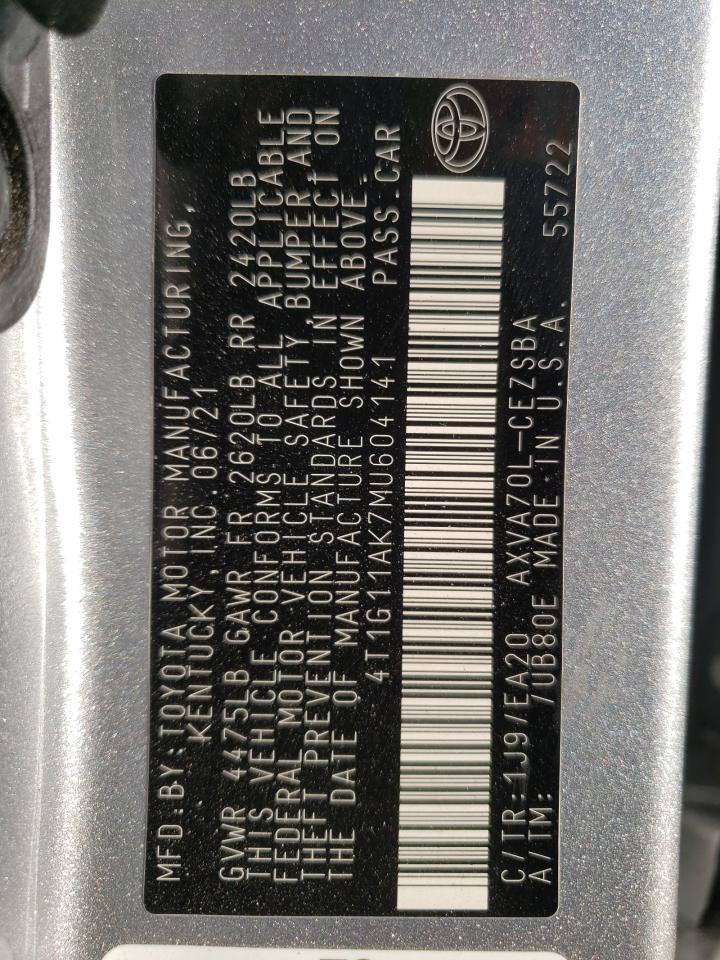 MFD.BY:TOYOTA MOTOR MANUFACTURING,
KENTUCKY,INC.06/21
GVWR 4475LB GAWR FR 2620LB RR 2420LB
THIS VEHICLE CONFORMS TO ALL APPLICABLE
FEDERAL MOTOR VEHICLE SAFETY,BUMPER AND
THEFT PREVENTION STANDARDS IN EFFECT ON
THE DATE OF MANUFACTURE SHOWN ABOVE.
4T1G11AK7MU604141 PASS.CAR
C/TR:1J9/EA20 AXVA70L-CEZSBA
A/TM: /UB80E MADE IN U.S.A. 55722